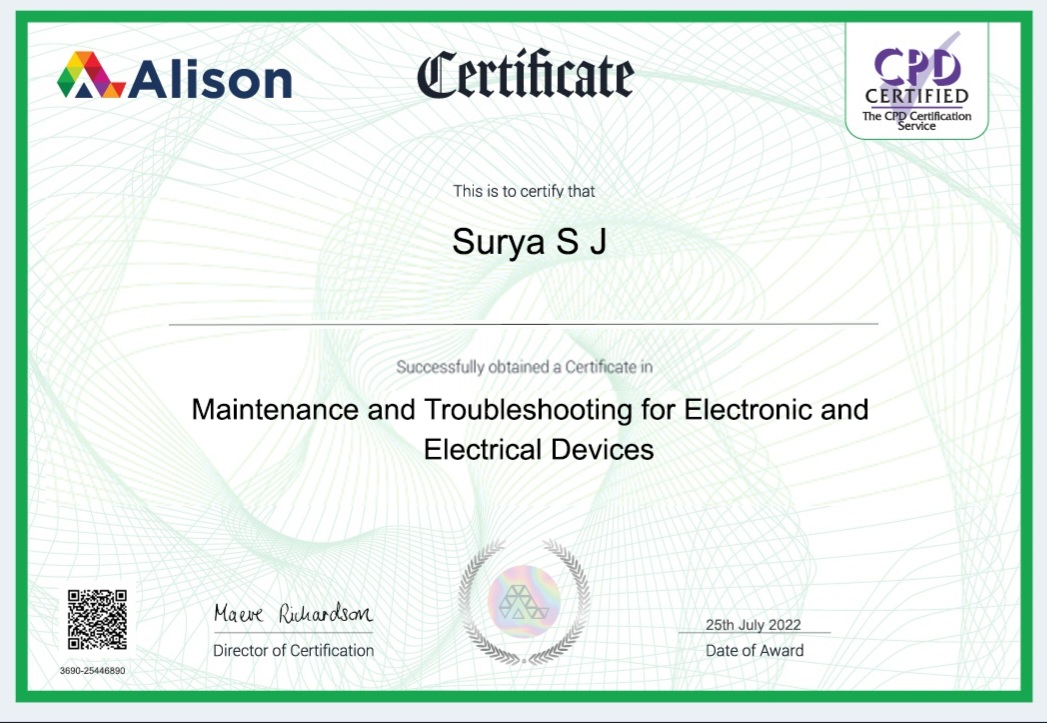 Alison
Certificate
CPD
CERTIFIED
The CPD Certification
Service
This is to certify that
Surya S J
Successfully obtained a Certificate in
Maintenance and Troubleshooting for Electronic and
Electrical Devices
Maeve Richardson
Director of Certification
25th July 2022
Date of Award
3690-25446890